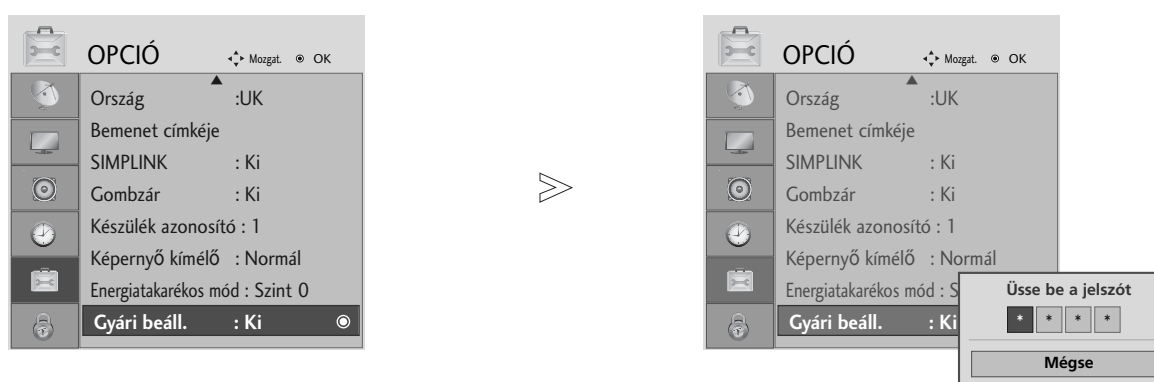 OPCIÓ Mozgat. OK
Ország :UK
Bemenet címkéje
SIMPLINK : Ki
Gombzár : Ki
Készülék azonosító : 1
Képernyő kímélő : Normál
Energiatakarékos mód : Szint 0
Gyári beáll. : Ki
OPCIÓ Mozgat. OK
Ország :UK
Bemenet címkéje
SIMPLINK : Ki
Gombzár : Ki
Készülék azonosító : 1
Képernyő kímélő : Normál
Energiatakarékos mód : S
Gyári beáll. : Ki
Üsse be a jelszót
* * * *
Mégse